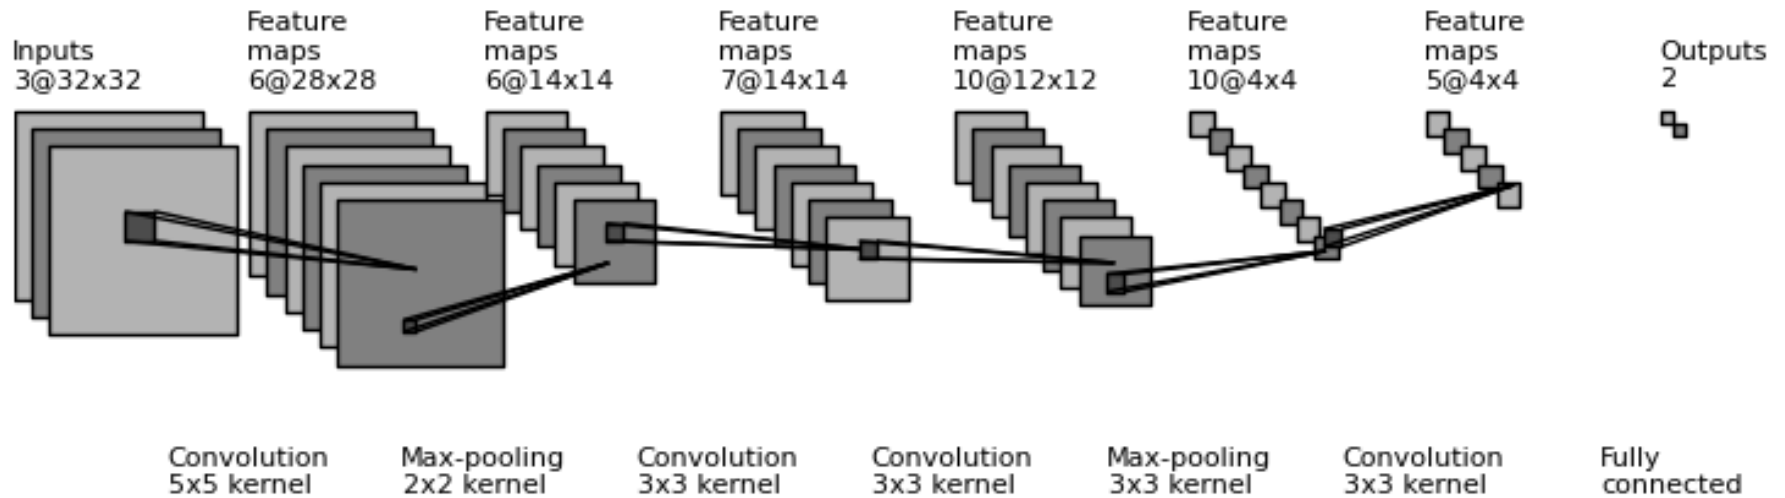 Inputs
3@32x32
Feature
maps
6@28x28
Feature
maps
6@14x14
Feature
maps
7@14x14
Feature
maps
10@12x12
Feature
maps
10@4x4
Feature
maps
5@4x4
Outputs
2
Convolution
5x5 kernel
Max-pooling
2x2 kernel
Convolution
3x3 kernel
Convolution
3x3 kernel
Max-pooling
3x3 kernel
Convolution
3x3 kernel
Fully
connected